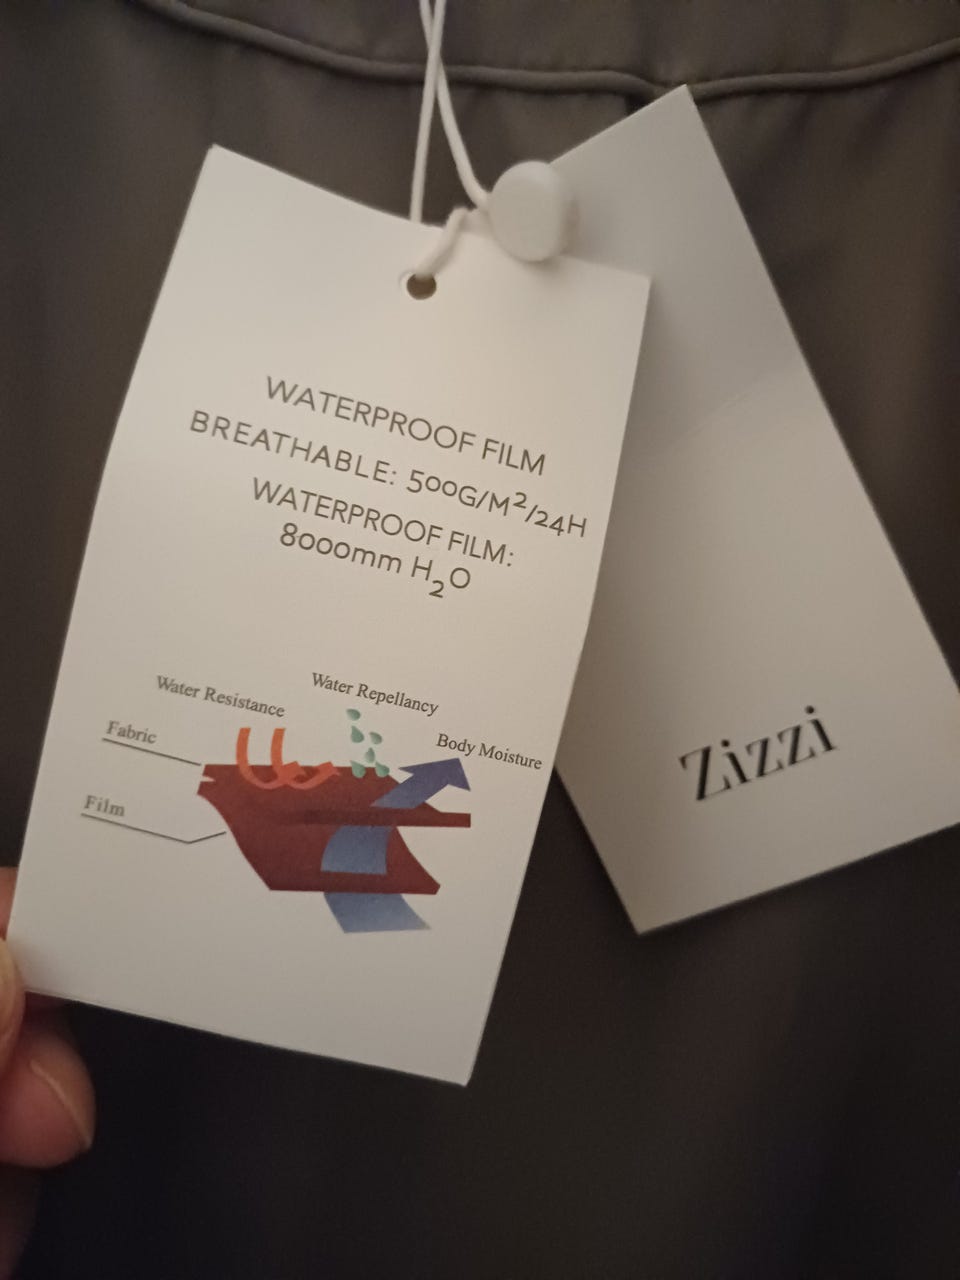 WATERPROOF FILM
BREATHABLE: 500G/M²/24H
WATERPROOF FILM:
8000mm H₂O
Water Resistance
Water Repellancy
Fabric
Body Moisture
Film
Zizzi